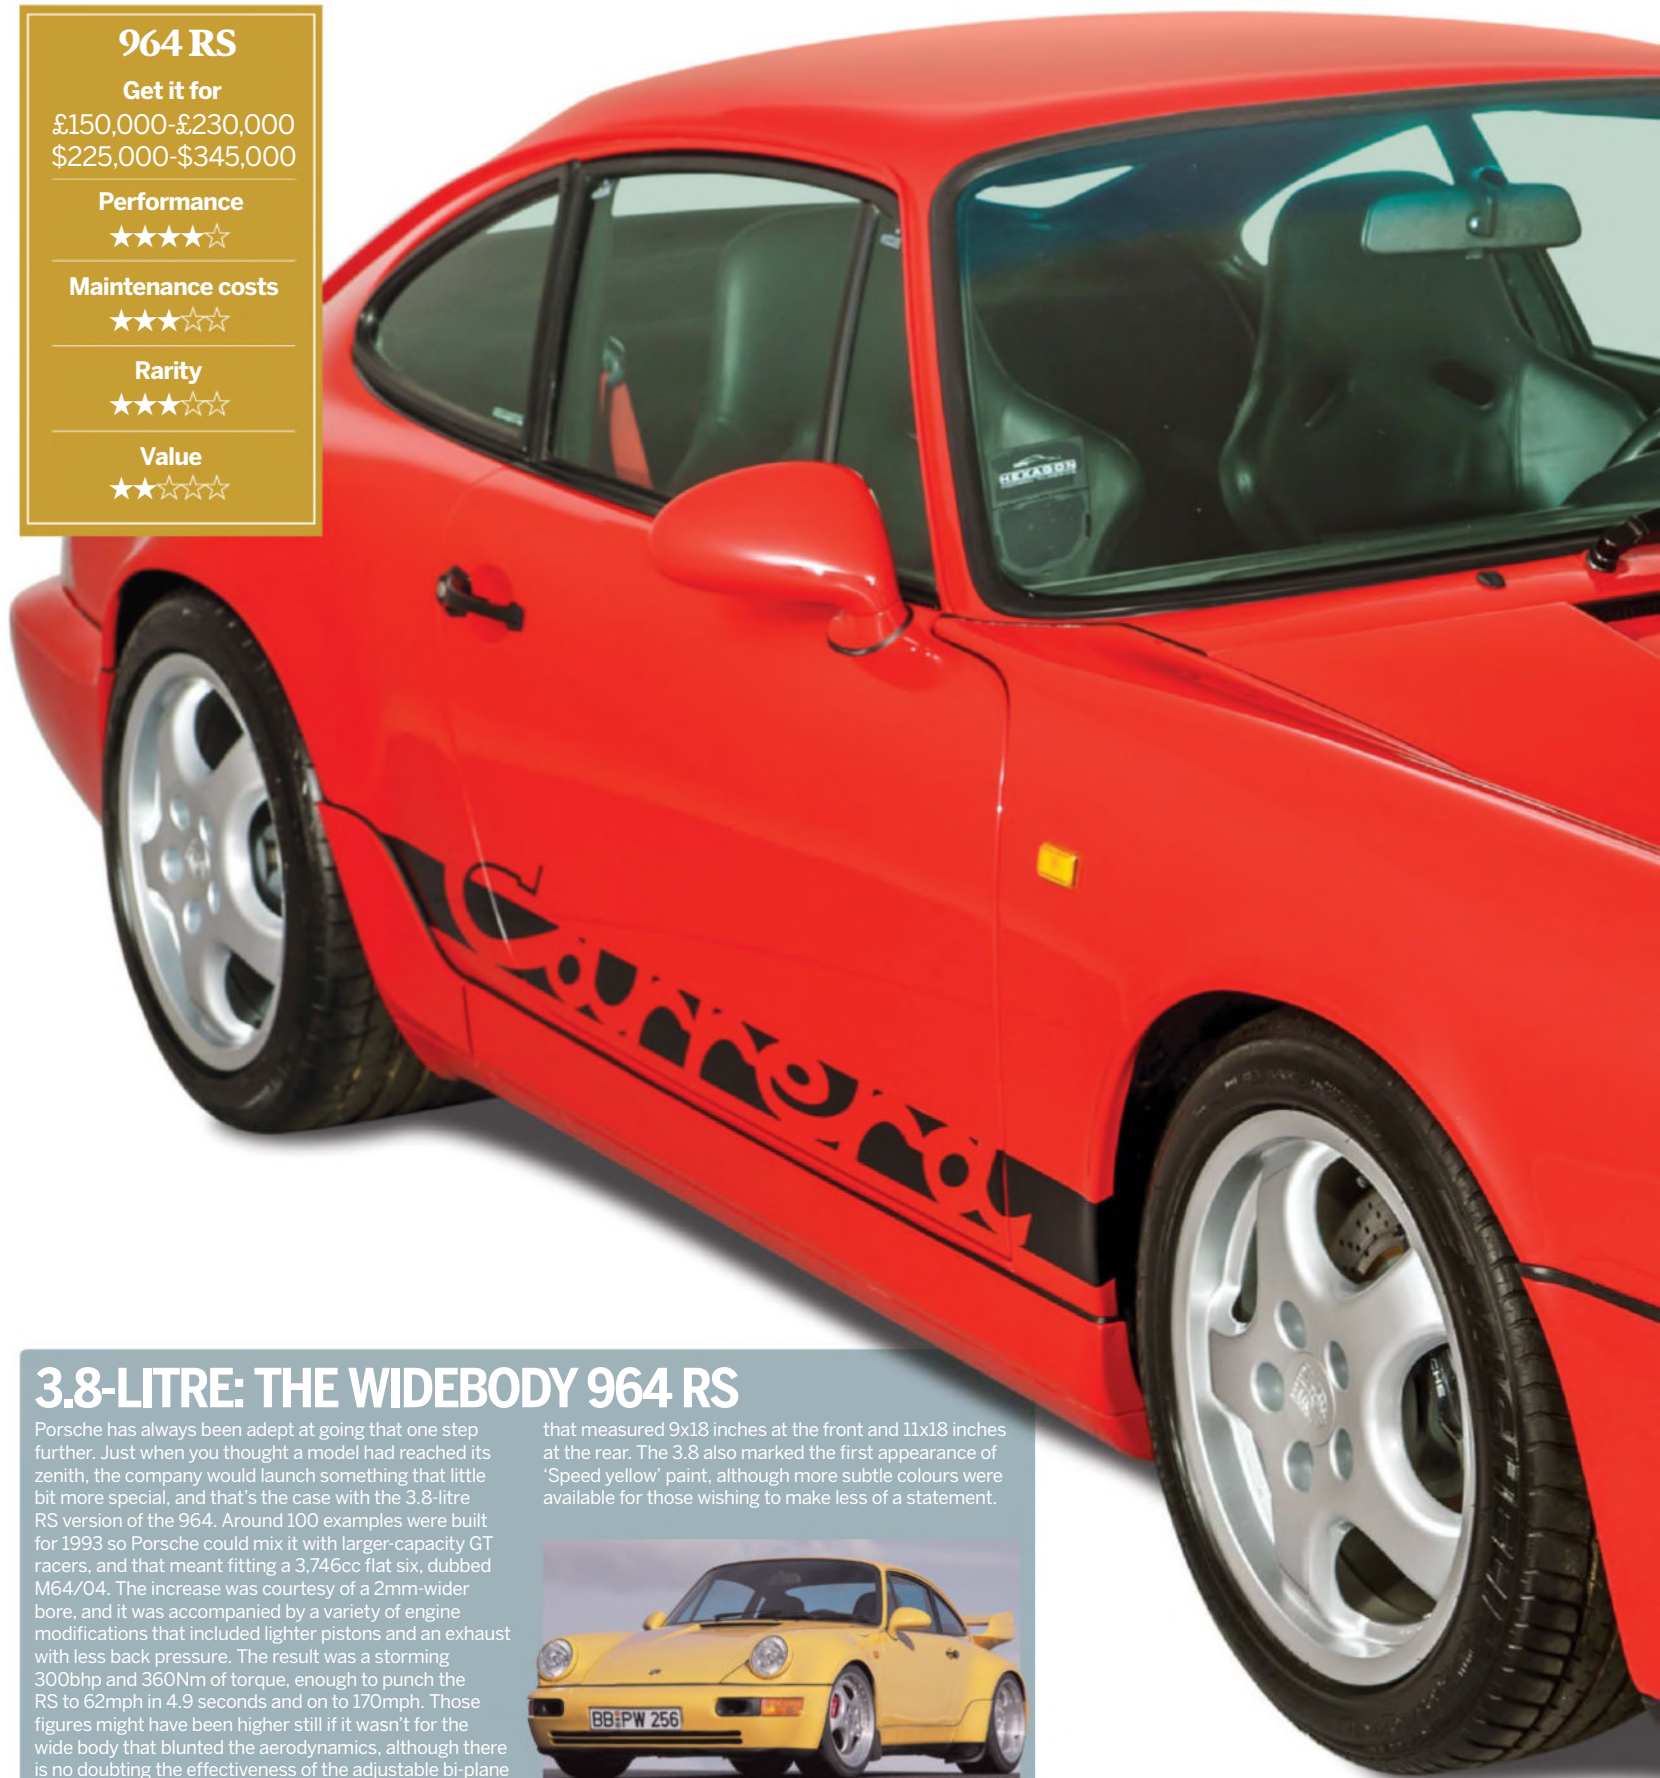 964 RS
Get it for
£150,000-£230,000
$225,000-$345,000
Performance
★★★★☆
Maintenance costs
★★★☆☆
Rarity
★★★☆☆
Value
★★☆☆☆
HEXAGON
Carrera
3.8-LITRE: THE WIDEBODY 964 RS
Porsche has always been adept at going that one step
further. Just when you thought a model had reached its
zenith, the company would launch something that little
bit more special, and that's the case with the 3.8-litre
RS version of the 964. Around 100 examples were built
for 1993 so Porsche could mix it with larger-capacity GT
racers, and that meant fitting a 3,746cc flat six, dubbed
M64/04. The increase was courtesy of a 2mm-wider
bore, and it was accompanied by a variety of engine
modifications that included lighter pistons and an exhaust
with less back pressure. The result was a storming
300bhp and 360Nm of torque, enough to punch the
RS to 62mph in 4.9 seconds and on to 170mph. Those
figures might have been higher still if it wasn't for the
wide body that blunted the aerodynamics, although there
is no doubting the effectiveness of the adjustable bi-plane
that measured 9x18 inches at the front and 11x18 inches
at the rear. The 3.8 also marked the first appearance of
‘Speed yellow’ paint, although more subtle colours were
available for those wishing to make less of a statement.
BB PW 256